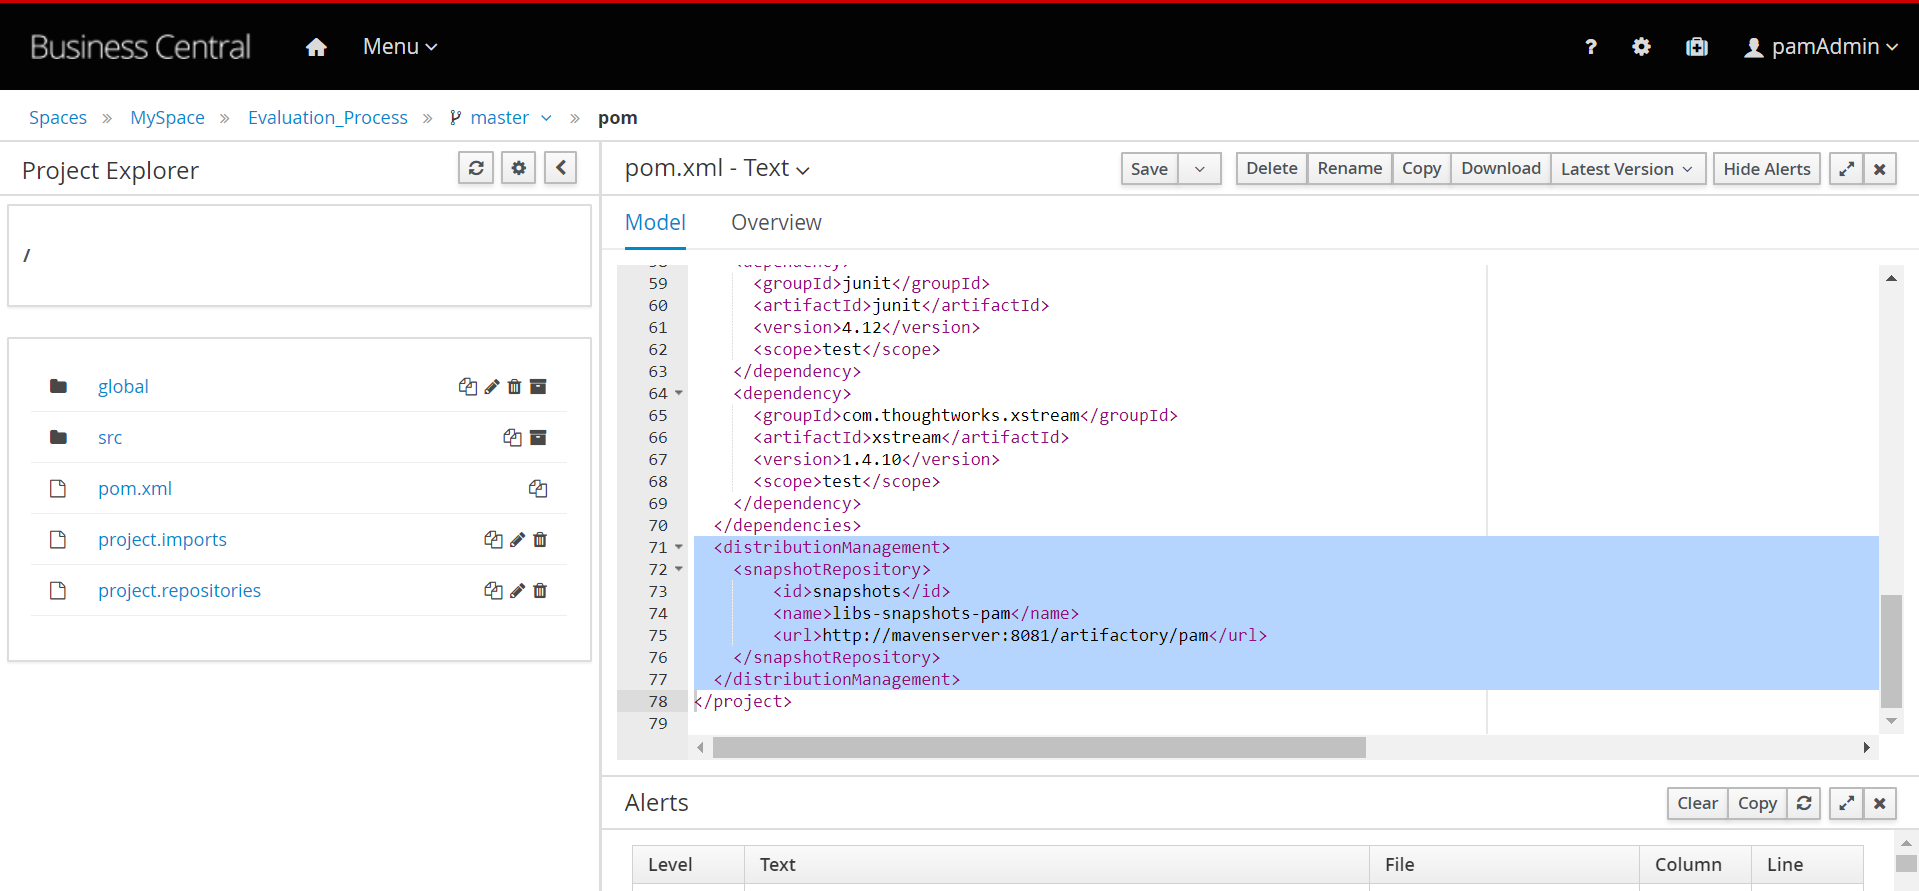 Business Central Menu ? pamAdmin
Spaces » MySpace » Evaluation_Process » master » pom
Project Explorer
/
global
src
pom.xml
project.imports
project.repositories
pom.xml - Text
Save Delete Rename Copy Download Latest Version Hide Alerts
Model Overview
58 <dependency>
59 <groupId>junit</groupId>
60 <artifactId>junit</artifactId>
61 <version>4.12</version>
62 <scope>test</scope>
63 </dependency>
64 <dependency>
65 <groupId>com.thoughtworks.xstream</groupId>
66 <artifactId>xstream</artifactId>
67 <version>1.4.10</version>
68 <scope>test</scope>
69 </dependency>
70 </dependencies>
71 <distributionManagement>
72 <snapshotRepository>
73 <id>snapshots</id>
74 <name>libs-snapshots-pam</name>
75 <url>http://mavenserver:8081/artifactory/pam</url>
76 </snapshotRepository>
77 </distributionManagement>
78 </project>
79
Alerts
Clear Copy
Level Text File Column Line